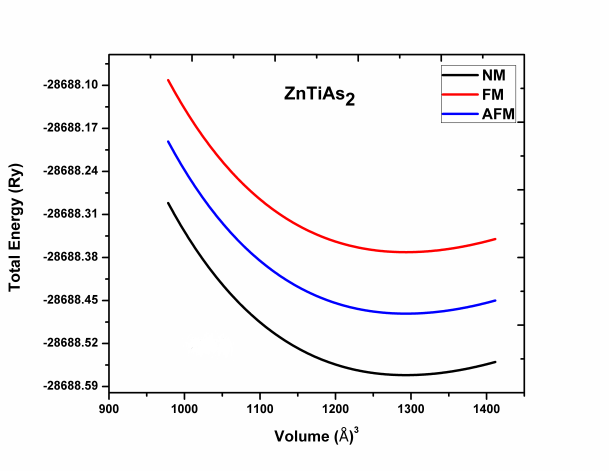 ZnTiAs2
NM
FM
AFM
-28688.10
-28688.17
-28688.24
-28688.31
-28688.38
-28688.45
-28688.52
-28688.59
Total Energy (Ry)
900 1000 1100 1200 1300 1400
Volume (Å)3